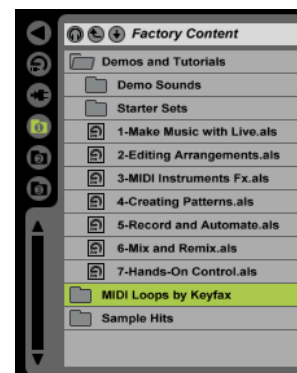 Factory Content
Demos and Tutorials
Demo Sounds
Starter Sets
1-Make Music with Live.als
2-Editing Arrangements.als
3-MIDI Instruments Fx.als
4-Creating Patterns.als
5-Record and Automate.als
6-Mix and Remix.als
7-Hands-On Control.als
MIDI Loops by Keyfax
Sample Hits